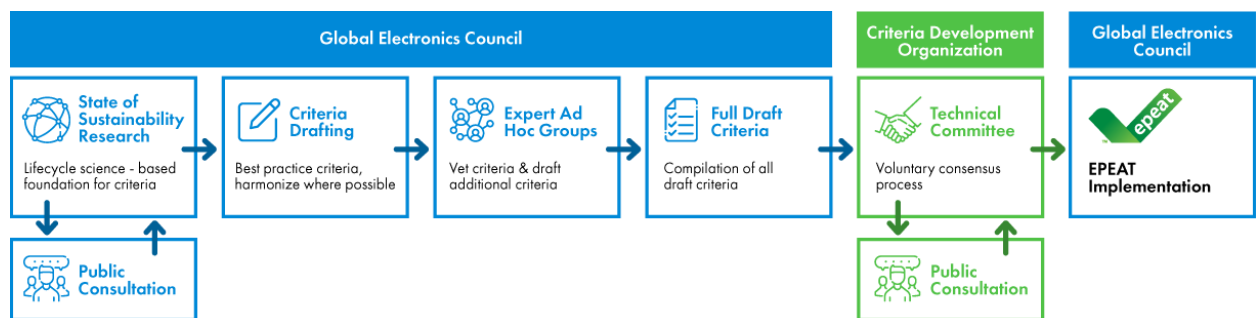 Global Electronics Council
Criteria Development
Organization
Global Electronics
Council
State of
Sustainability
Research
Lifecycle science - based
foundation for criteria
Criteria
Drafting
Best practice criteria,
harmonize where possible
Expert Ad
Hoc Groups
Vet criteria & draft
additional criteria
Full Draft
Criteria
Compilation of all
draft criteria
Technical
Committee
Voluntary consensus
process
epeat
EPEAT
Implementation
Public
Consultation
Public
Consultation